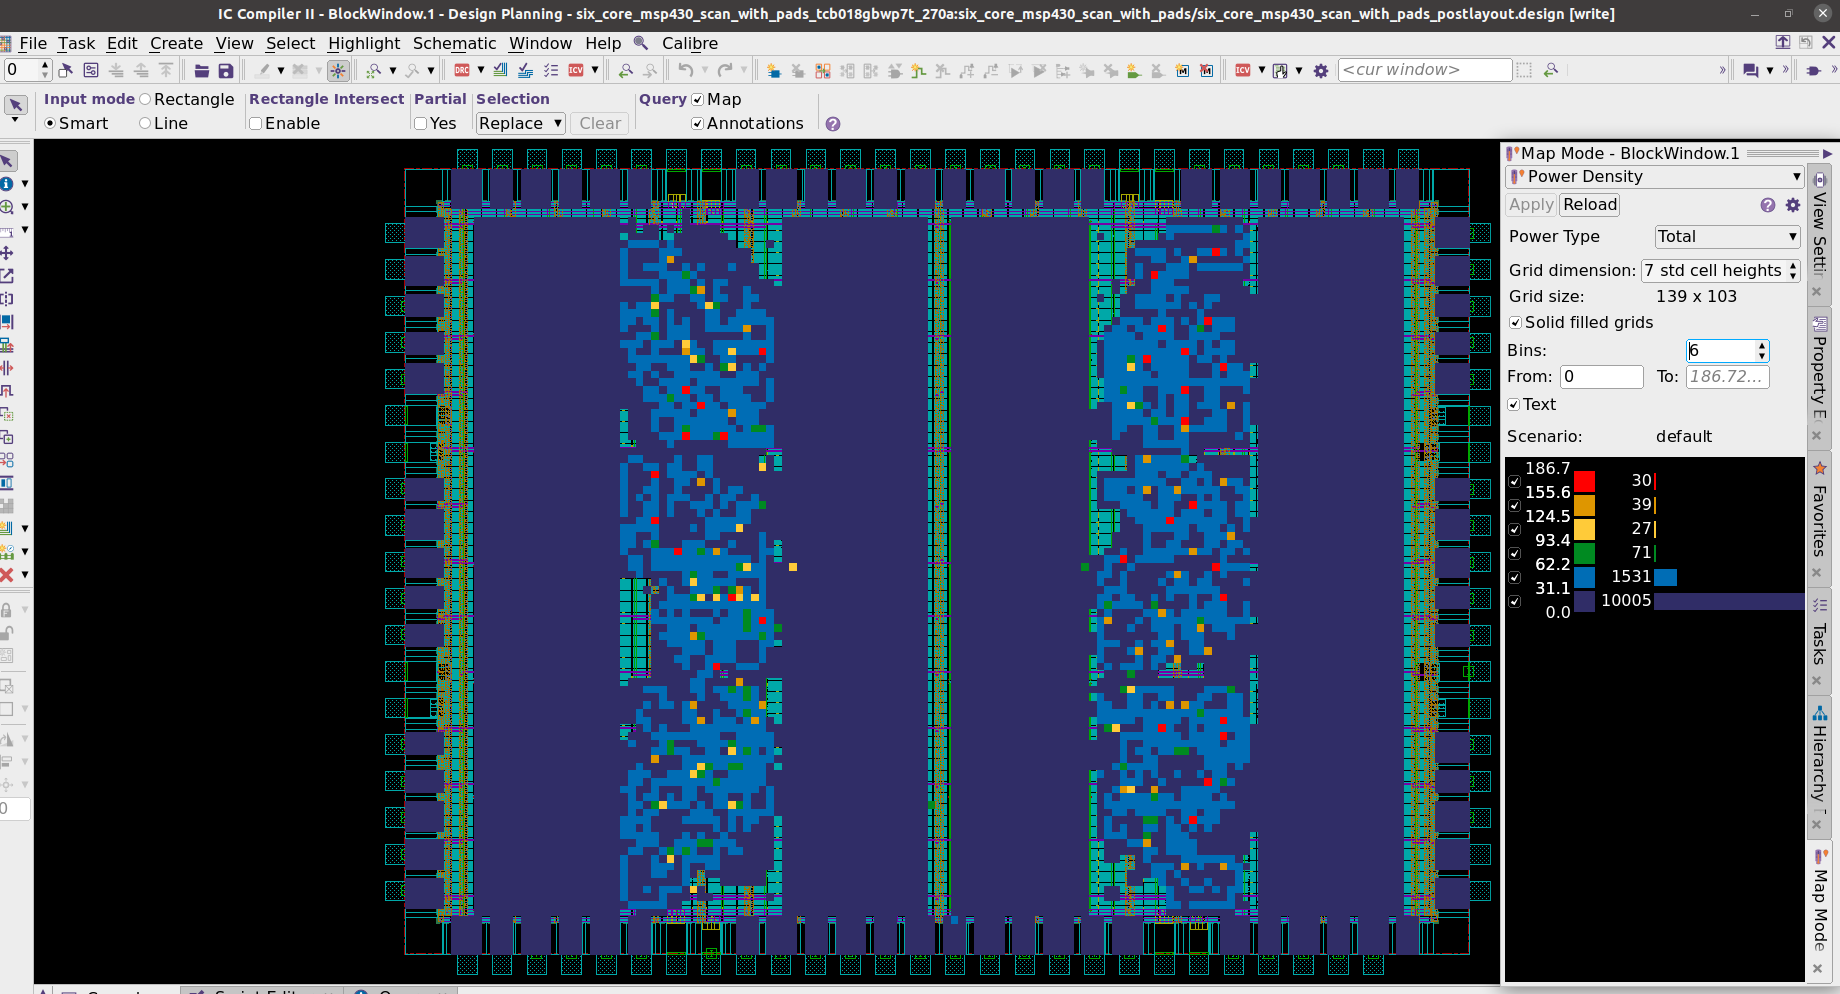 IC Compiler II - BlockWindow.1 - Design Planning - six_core_msp430_scan_with_pads_tcb018gbwp7t_270a:six_core_msp430_scan_with_pads/six_core_msp430_scan_with_pads_postlayout.design [write]
File Task Edit Create View Select Highlight Schematic Window Help Calibre
0 DRC ICV ICV <cur window> » » »
Input mode Rectangle Rectangle Intersect Partial Selection Query Map
Smart Line Enable Yes Replace Clear Annotations
Map Mode - BlockWindow.1
Power Density
Apply Reload
Power Type Total
Grid dimension: 7 std cell heights
Grid size: 139 x 103
Solid filled grids
Bins: 6
From: 0 To: 186.72...
Text
Scenario: default
186.7
30
155.6
39
124.5
27
93.4
71
62.2
1531
31.1
10005
0.0
View Settin
Property E
Favorites
Tasks
Hierarchy
Map Mode
0